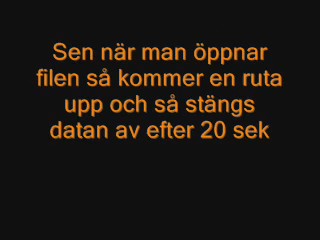 Sen när man öppnar
filen så kommer en ruta
upp och så stängs
datan av efter 20 sek